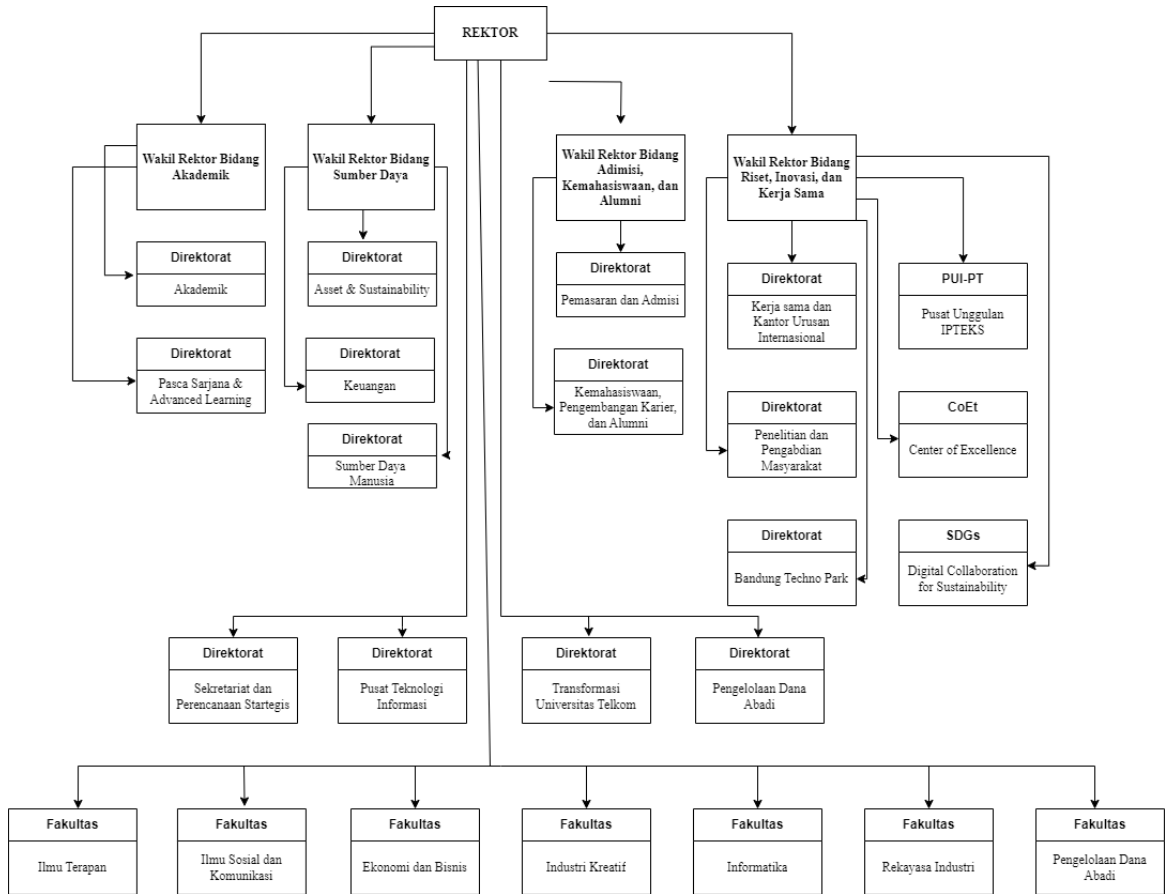 REKTOR
Wakil Rektor Bidang
Akademik
Wakil Rektor Bidang
Sumber Daya
Wakil Rektor Bidang
Adimisi,
Kemahasiswaan, dan
Alumni
Wakil Rektor Bidang
Riset, Inovasi, dan
Kerja Sama
Direktorat
Akademik
Direktorat
Asset & Sustainability
Direktorat
Pemasaran dan Admisi
Direktorat
Kerja sama dan
Kantor Urusan
Internasional
PUI-PT
Pusat Unggulan
IPTEKS
Direktorat
Pasca Sarjana &
Advanced Learning
Direktorat
Keuangan
Direktorat
Kemahasiswaan,
Pengembangan Karier,
dan Alumni
Direktorat
Penelitian dan
Pengabdian
Masyarakat
CoEt
Center of Excellence
Direktorat
Sumber Daya
Manusia
Direktorat
Bandung Techno Park
SDGs
Digital Collaboration
for Sustainability
Direktorat
Sekretariat dan
Perencanaan Startegis
Direktorat
Pusat Teknologi
Informasi
Direktorat
Transformasi
Universitas Telkom
Direktorat
Pengelolaan Dana
Abadi
Fakultas
Ilmu Terapan
Fakultas
Ilmu Sosial dan
Komunikasi
Fakultas
Ekonomi dan Bisnis
Fakultas
Industri Kreatif
Fakultas
Informatika
Fakultas
Rekayasa Industri
Fakultas
Pengelolaan Dana
Abadi